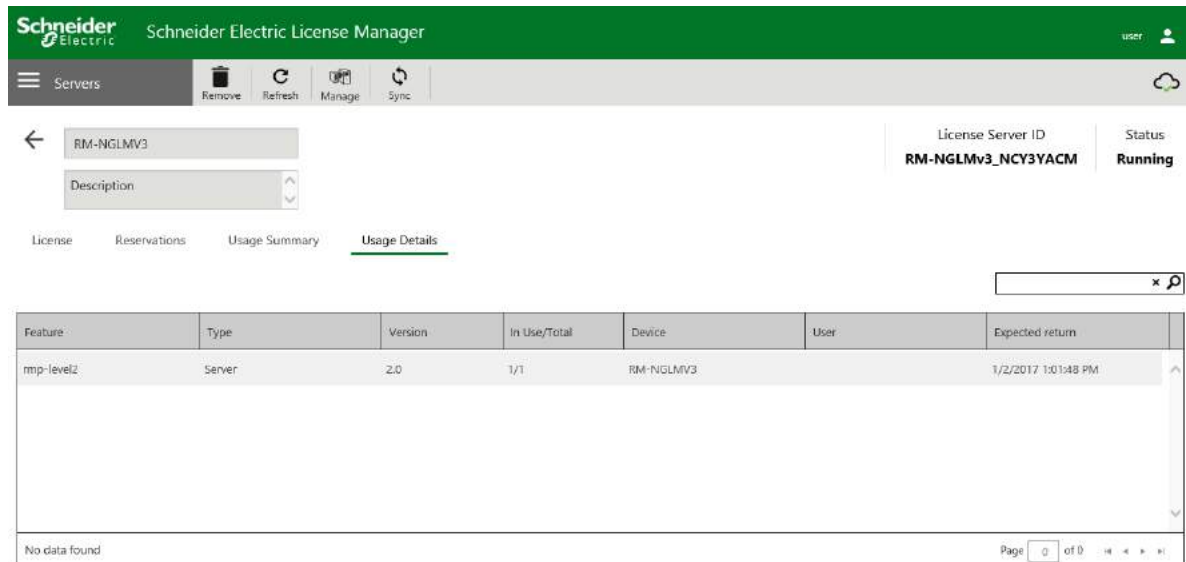 Schneider Electric
Schneider Electric License Manager
user
Servers
Remove Refresh Manage Sync
RM-NGLMV3
Description
License Server ID
RM-NGLMv3_NCY3YACM
Status
Running
License Reservations Usage Summary Usage Details
Feature Type Version In Use/Total Device User Expected return
rmp-level2 Server 2.0 1/1 RM-NGLMV3 1/2/2017 1:01:48 PM
No data found
Page 0 of 0